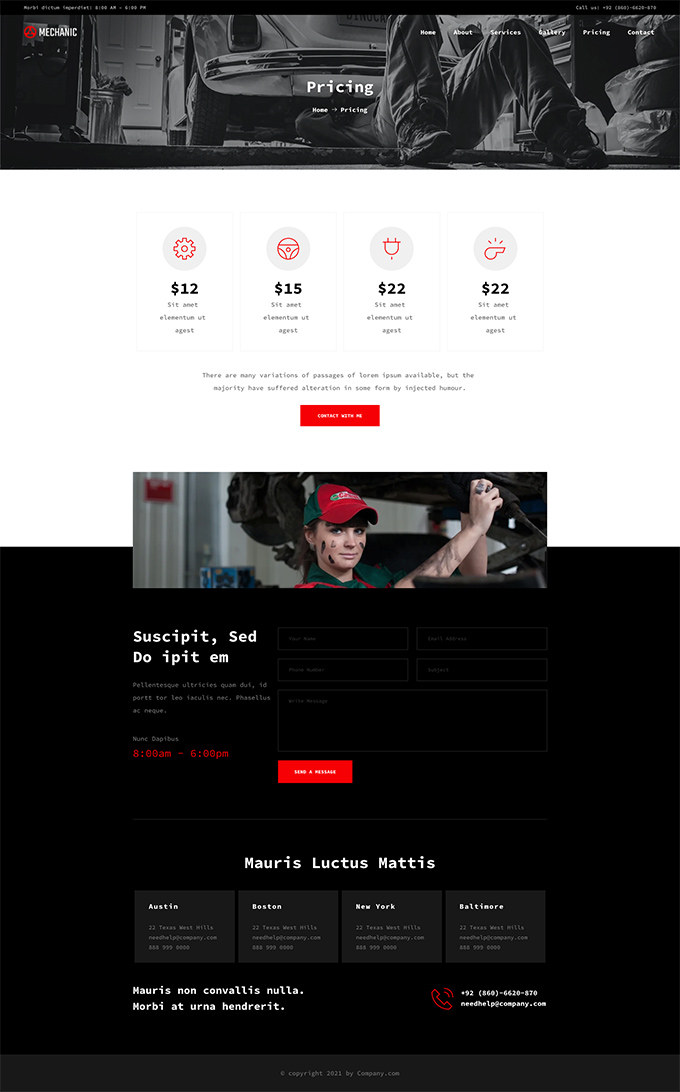 Morbi dictum imperdiet: 8:00 AM - 6:00 PM
Call us: +92 (860)-6620-870
MECHANIC
Home About Services Gallery Pricing Contact
Pricing
Home → Pricing
$12
Sit amet
elementum ut
agest
$15
Sit amet
elementum ut
agest
$22
Sit amet
elementum ut
agest
$22
Sit amet
elementum ut
agest
There are many variations of passages of lorem ipsum available, but the
majority have suffered alteration in some form by injected humour.
CONTACT WITH ME
Suscipit, Sed
Do ipit em
Pellentesque ultricies quam dui, id
portt tor leo iaculis nec. Phasellus
ac neque.
Nunc Dapibus
8:00am - 6:00pm
Your Name
Email Address
Phone Number
Subject
Write Message
SEND A MESSAGE
Mauris Luctus Mattis
Austin
22 Texas West Hills
needhelp@company.com
888 999 0000
Boston
22 Texas West Hills
needhelp@company.com
888 999 0000
New York
22 Texas West Hills
needhelp@company.com
888 999 0000
Baltimore
22 Texas West Hills
needhelp@company.com
888 999 0000
Mauris non convallis nulla.
Morbi at urna hendrerit.
+92 (860)-6620-870
needhelp@company.com
© copyright 2021 by Company.com